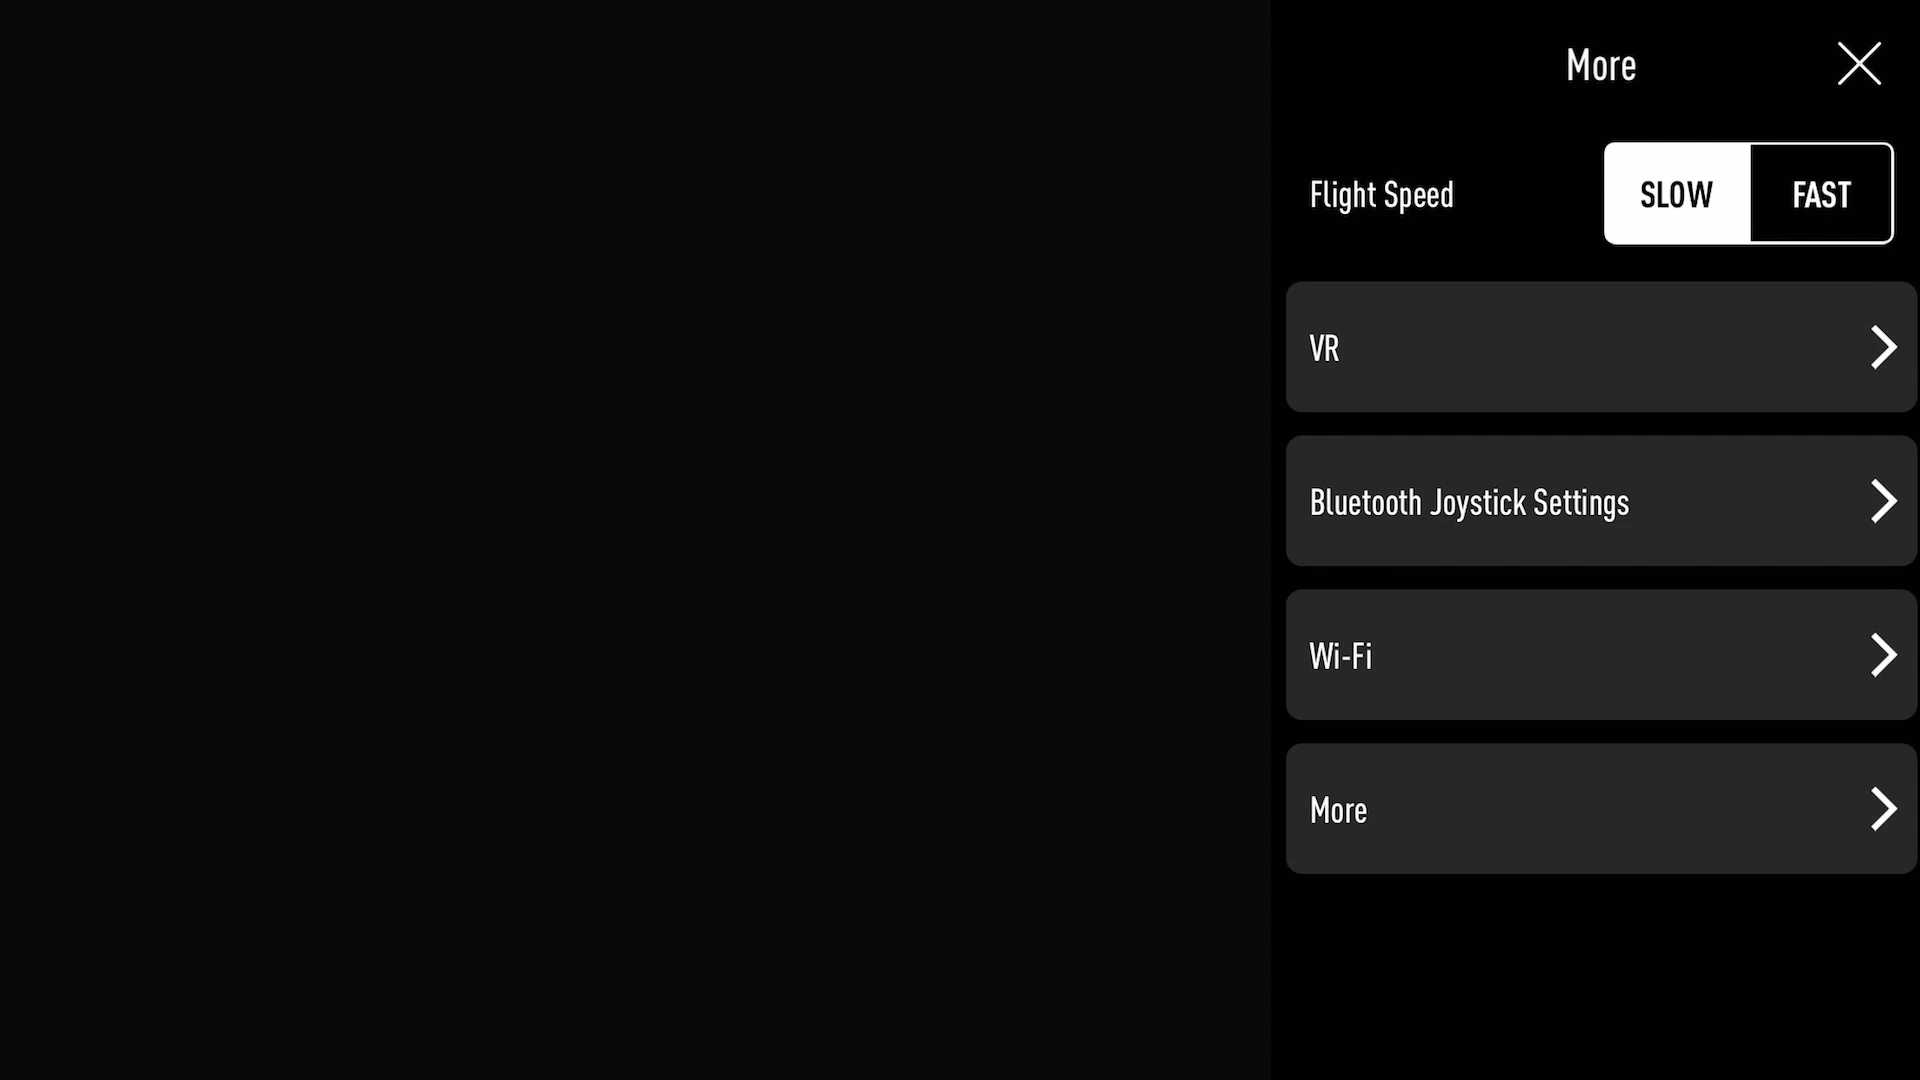 More
Flight Speed
SLOW FAST
VR
Bluetooth Joystick Settings
Wi-Fi
More